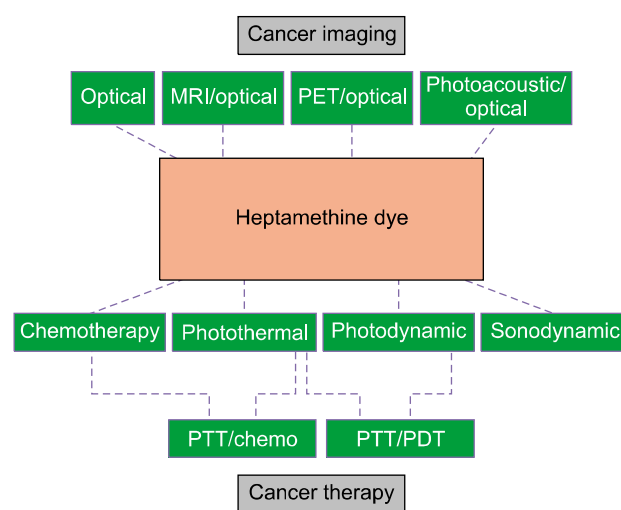 Cancer imaging
Optical
MRI/optical
PET/optical
Photoacoustic/
optical
Heptamethine dye
Chemotherapy
Photothermal
Photodynamic
Sonodynamic
PTT/chemo
PTT/PDT
Cancer therapy